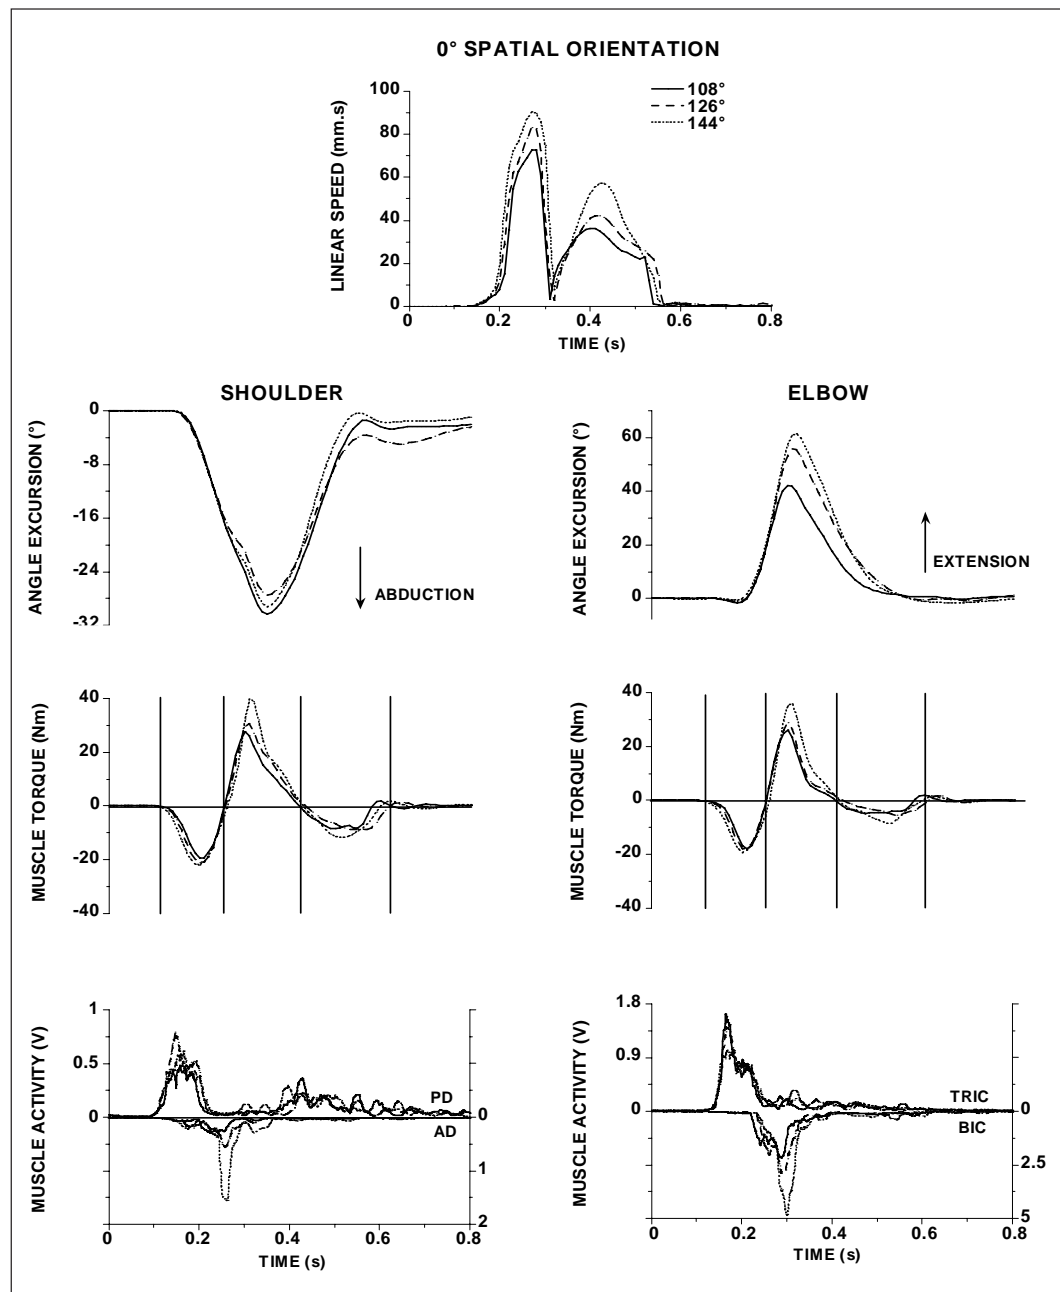 0° SPATIAL ORIENTATION
108°
126°
144°
LINEAR SPEED (mm.s)
100
80
60
40
20
0
0 0.2 0.4 0.6 0.8
TIME (s)
SHOULDER
ANGLE EXCURSION (°)
0
-8
-16
-24
-32
ABDUCTION
ELBOW
ANGLE EXCURSION (°)
60
40
20
0
EXTENSION
MUSCLE TORQUE (Nm)
40
20
0
-20
-40
MUSCLE TORQUE (Nm)
40
20
0
-20
-40
MUSCLE ACTIVITY (V)
1
0.5
0
PD
AD
0
1
2
0 0.2 0.4 0.6 0.8
TIME (s)
MUSCLE ACTIVITY (V)
1.8
0.9
0
TRIC
BIC
0
2.5
5
0 0.2 0.4 0.6 0.8
TIME (s)